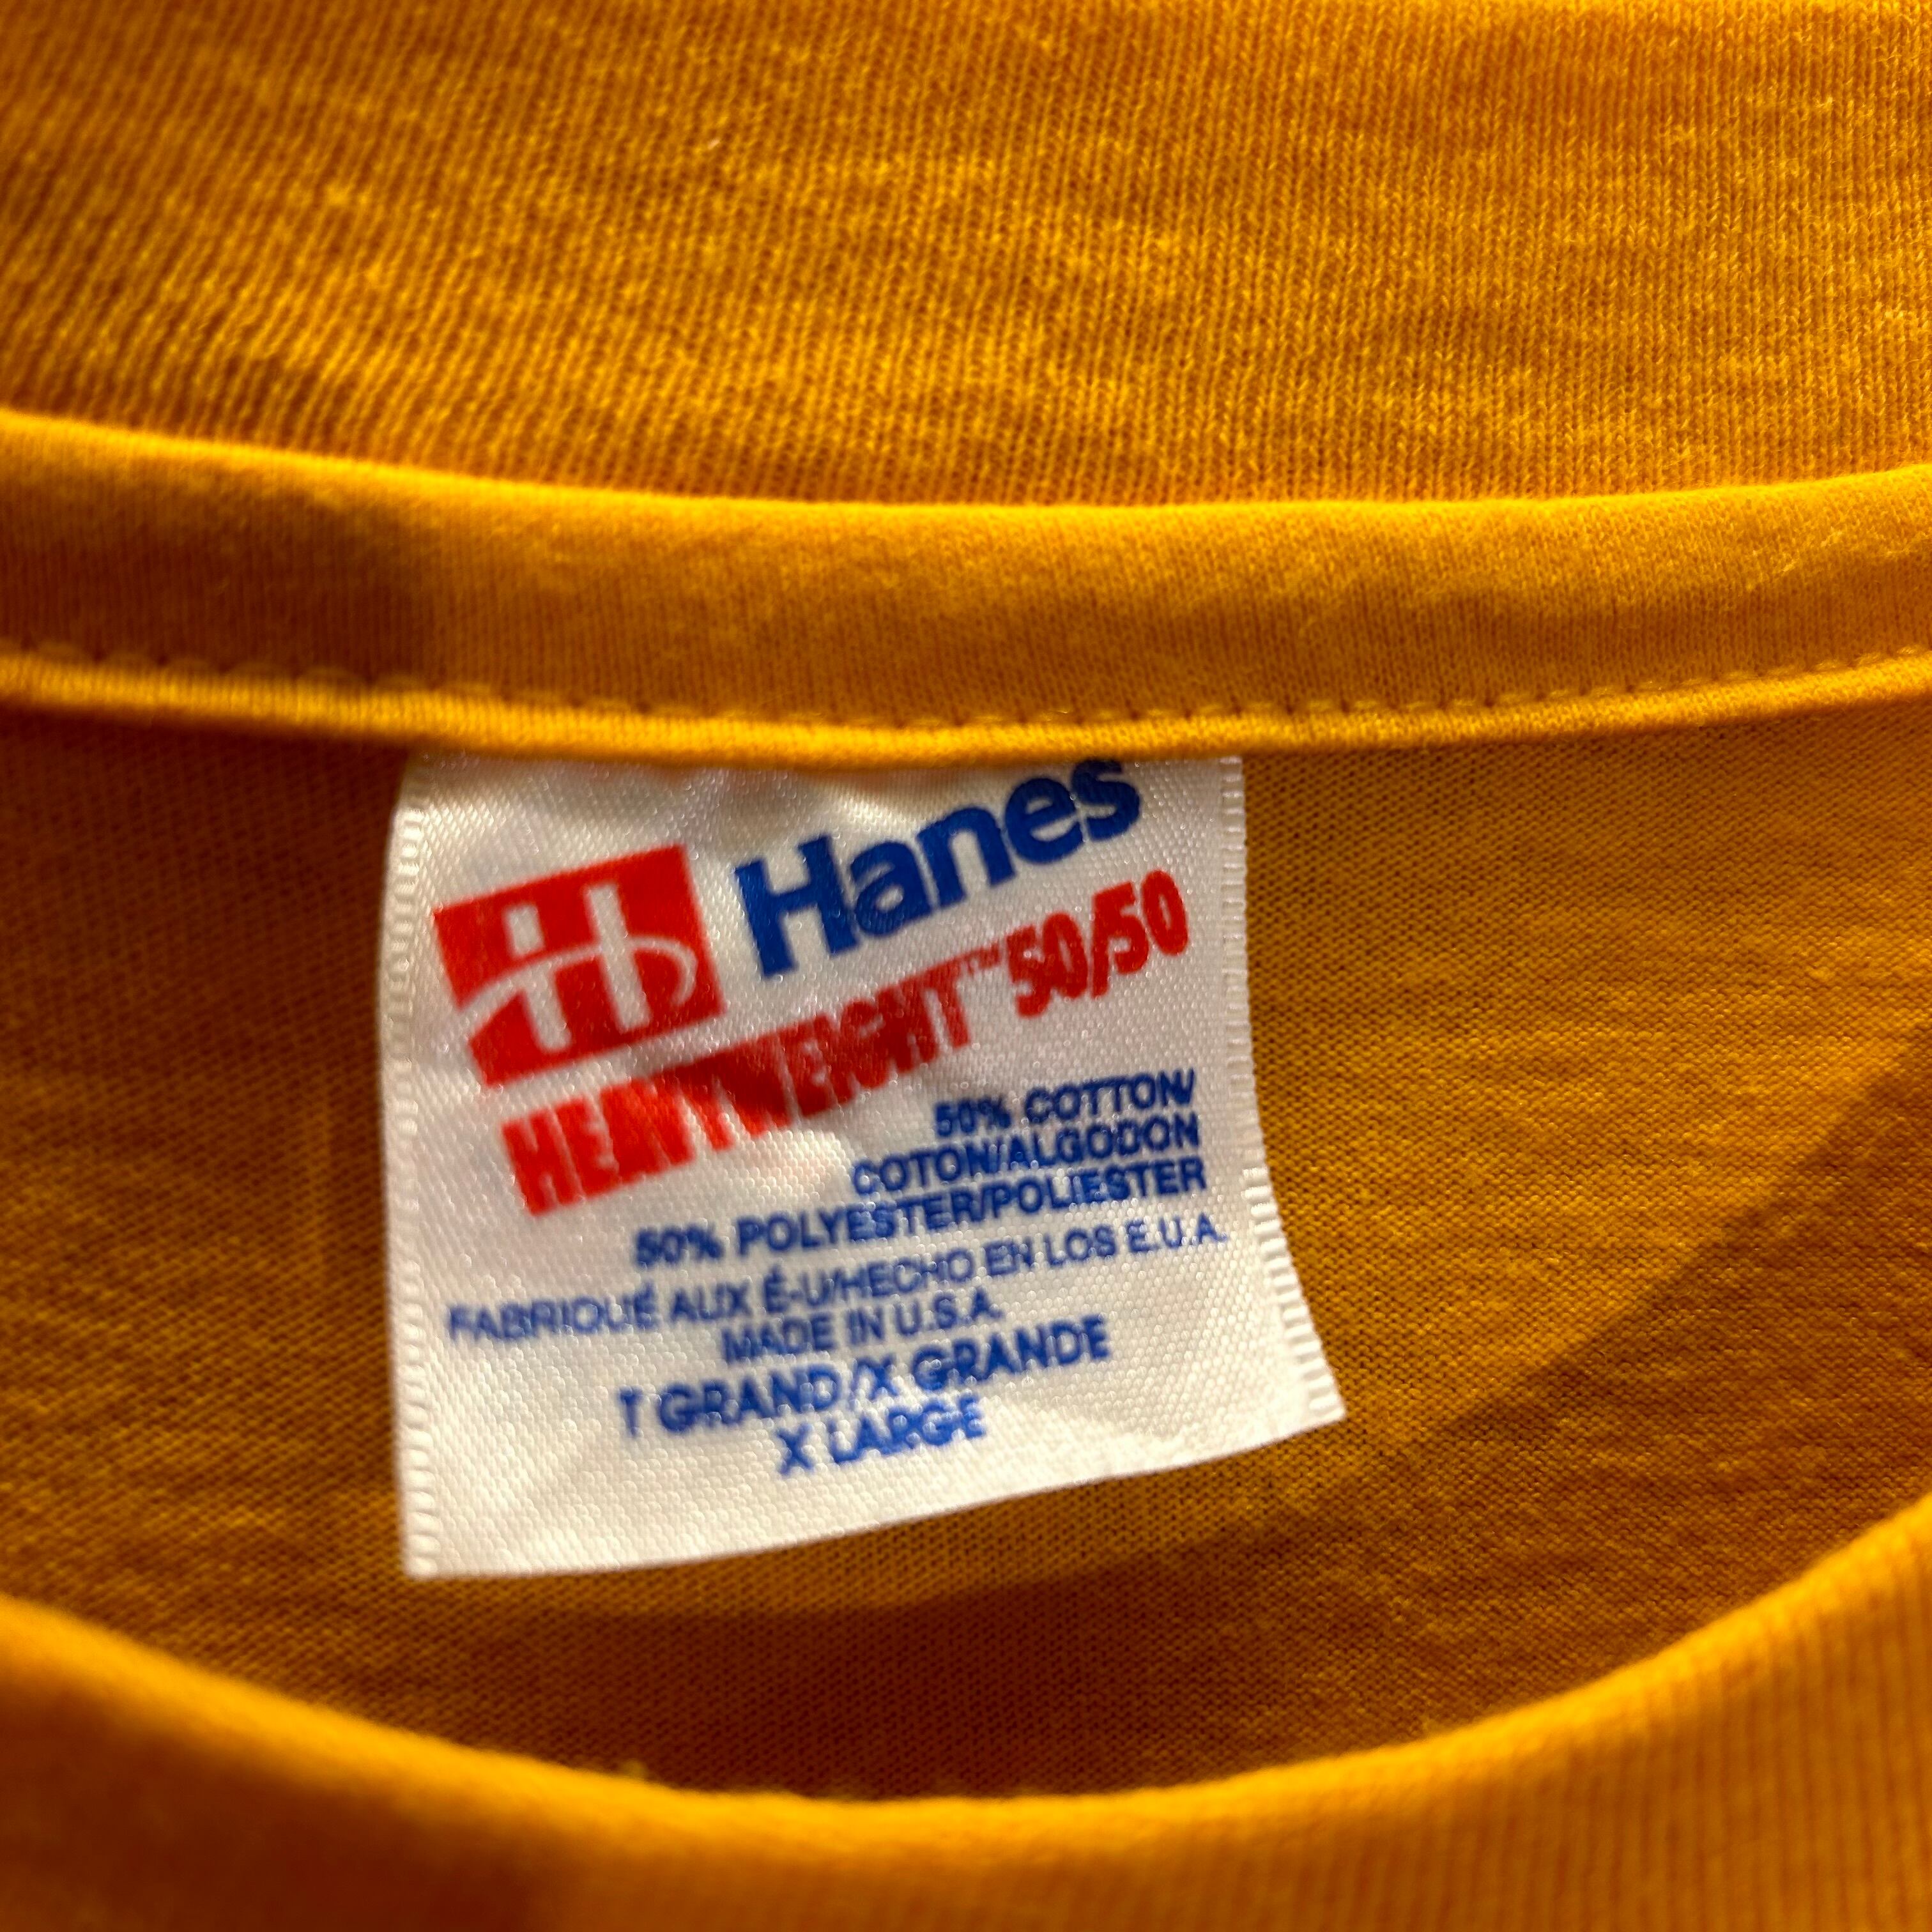 Hanes
HEAVYWEIGHT™ 50/50
50% COTTON/
COTON/ALGODON
50% POLYESTER/POLIESTER
FABRIQUÉ AUX É-U/HECHO EN LOS E.U.A.
MADE IN U.S.A.
T GRAND/X GRANDE
X LARGE